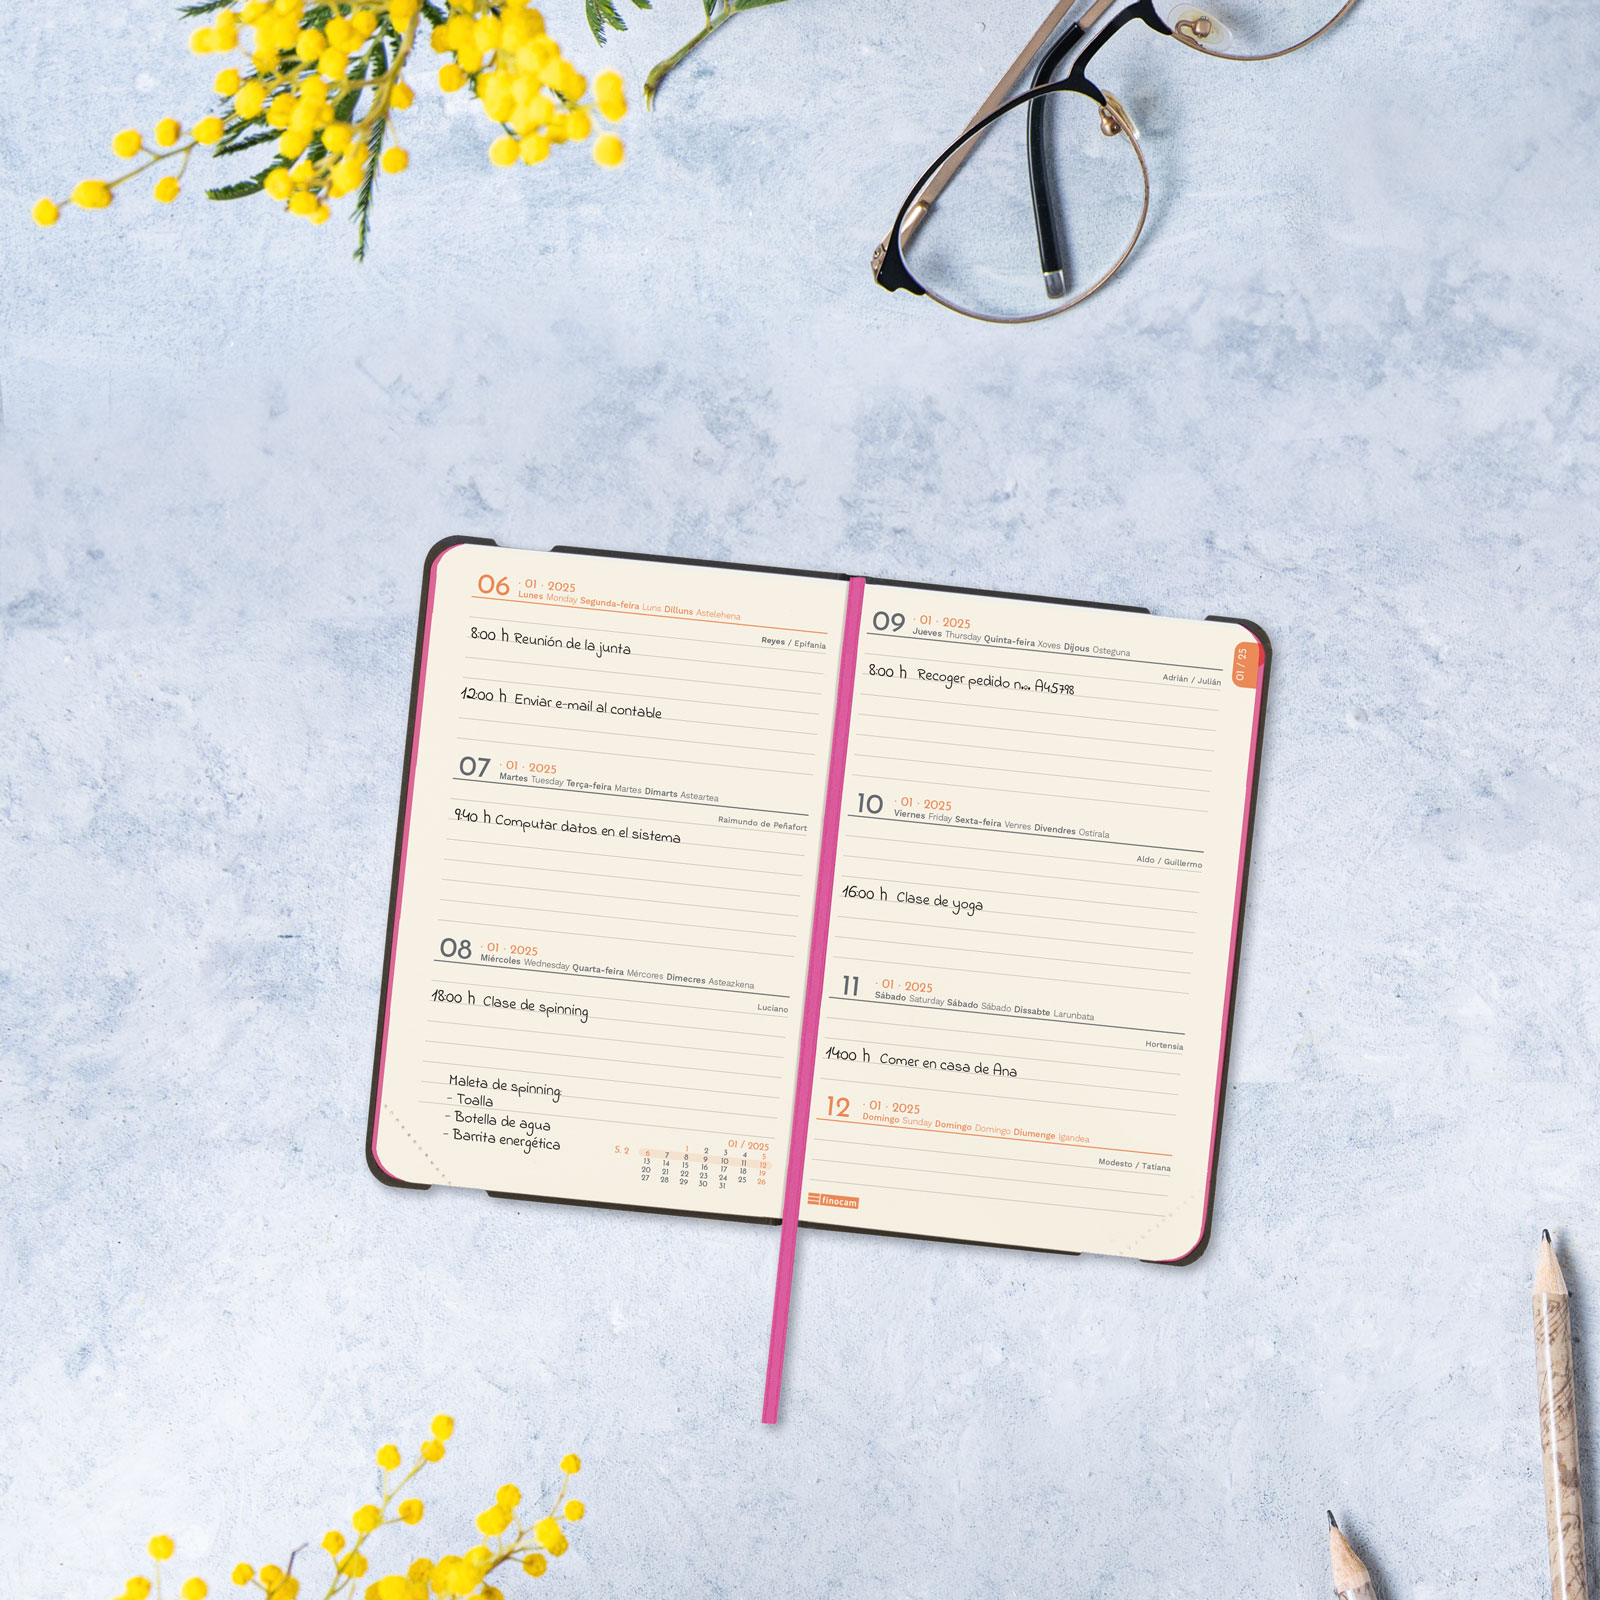 06 · 01 · 2025
Lunes Monday Segunda-feira Luns Dilluns Astelehena
Reyes / Epifanía
8:00 h Reunión de la junta
12:00 h Enviar e-mail al contable
07 · 01 · 2025
Martes Tuesday Terça-feira Martes Dimarts Asteartea
Raimundo de Peñafort
9:40 h Computar datos en el sistema
08 · 01 · 2025
Miércoles Wednesday Quarta-feira Mércores Dimecres Asteazkena
Luciano
18:00 h Clase de spinning
Maleta de spinning:
- Toalla
- Botella de agua
- Barrita energética
01 / 2025
1 2 3 4 5
S. 2 6 7 8 9 10 11 12
13 14 15 16 17 18 19
20 21 22 23 24 25 26
27 28 29 30 31
09 · 01 · 2025
Jueves Thursday Quinta-feira Xoves Dijous Osteguna
01 / 25
Adrián / Julián
8:00 h Recoger pedido n... A45798
10 · 01 · 2025
Viernes Friday Sexta-feira Venres Divendres Ostirala
Aldo / Guillermo
16:00 h Clase de yoga
11 · 01 · 2025
Sábado Saturday Sábado Sábado Dissabte Larunbata
Hortensia
14:00 h Comer en casa de Ana
12 · 01 · 2025
Domingo Sunday Domingo Domingo Diumenge Igandea
Modesto / Tatiana
finocam